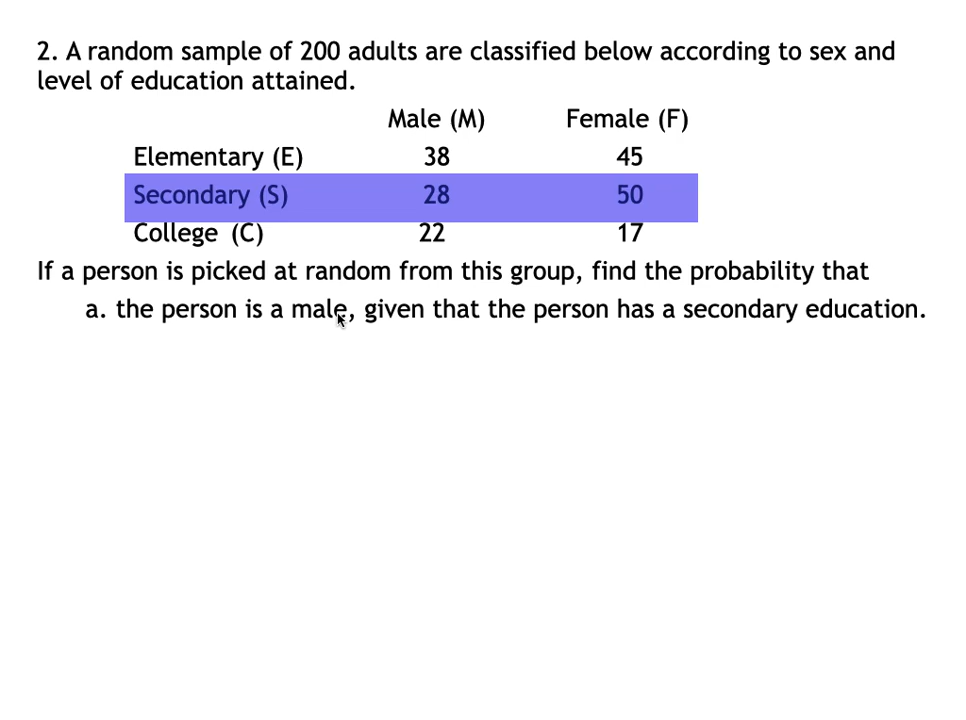 2. A random sample of 200 adults are classified below according to sex and
level of education attained.
Male (M) Female (F)
Elementary (E) 38 45
Secondary (S) 28 50
College (C) 22 17
If a person is picked at random from this group, find the probability that
a. the person is a male, given that the person has a secondary education.